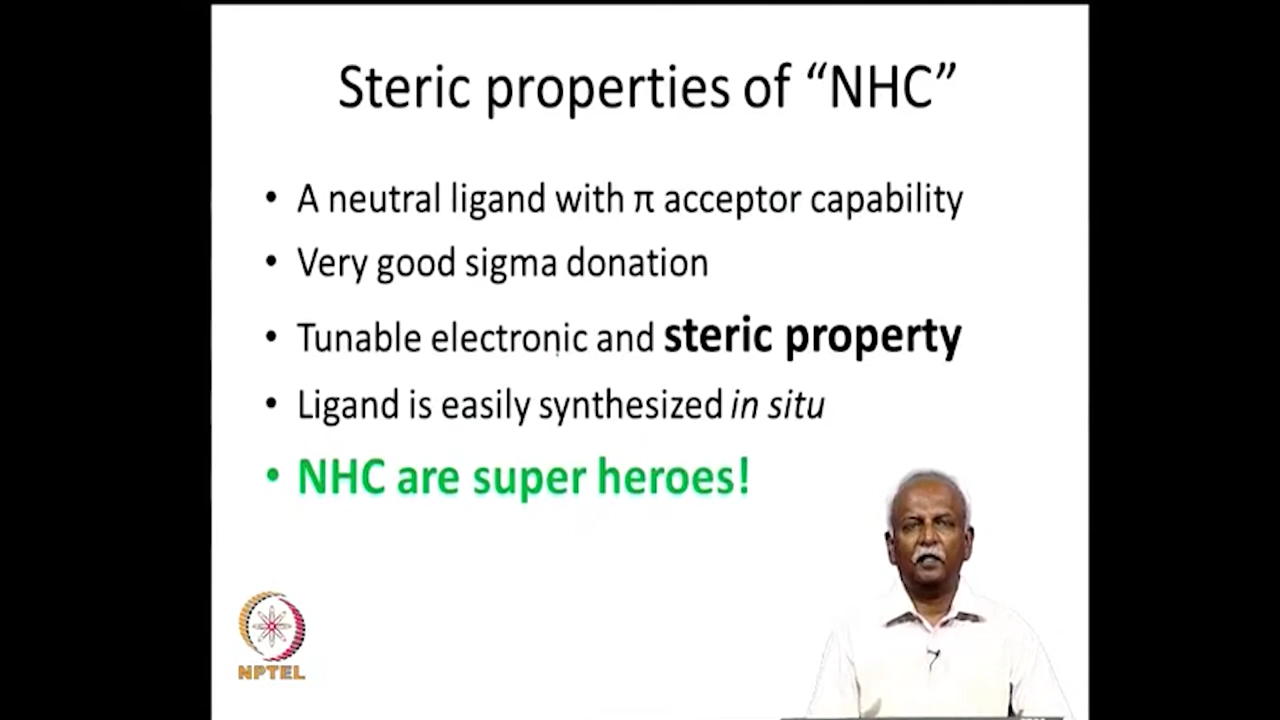 Steric properties of “NHC”
• A neutral ligand with π acceptor capability
• Very good sigma donation
• Tunable electronic and steric property
• Ligand is easily synthesized in situ
• NHC are super heroes!
NPTEL